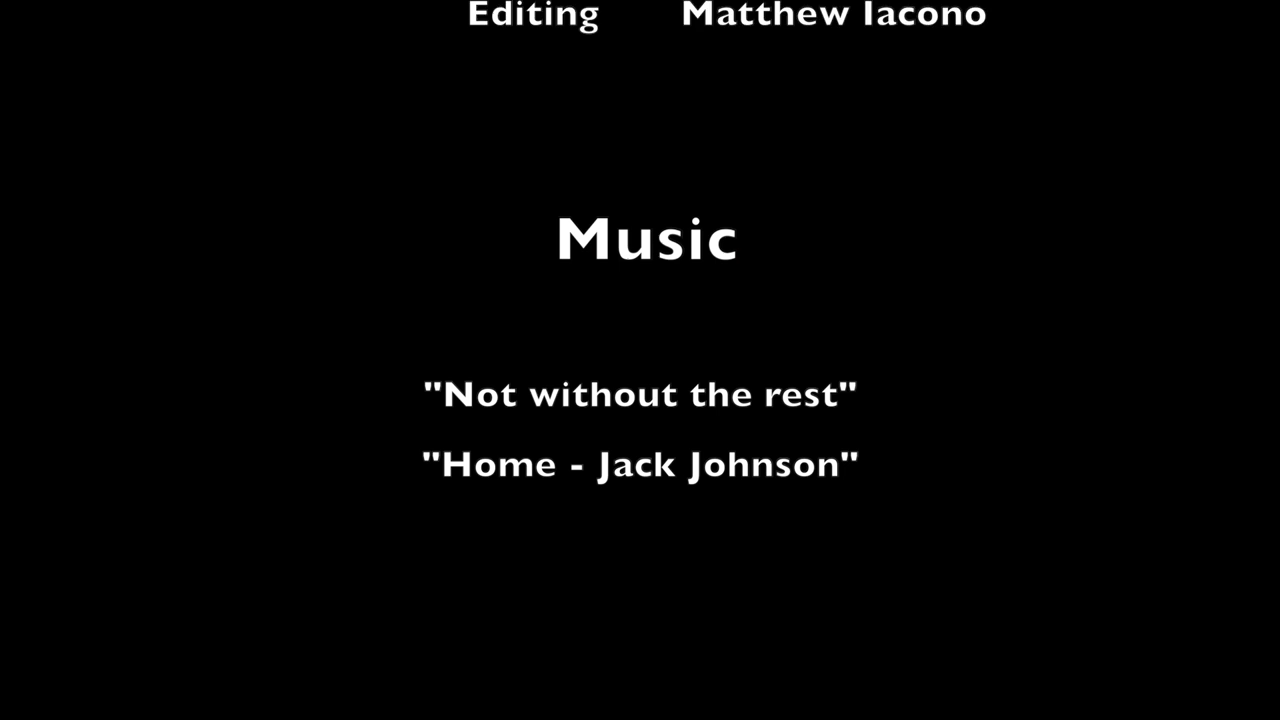 Editing Matthew Iacono
Music
"Not without the rest"
"Home - Jack Johnson"